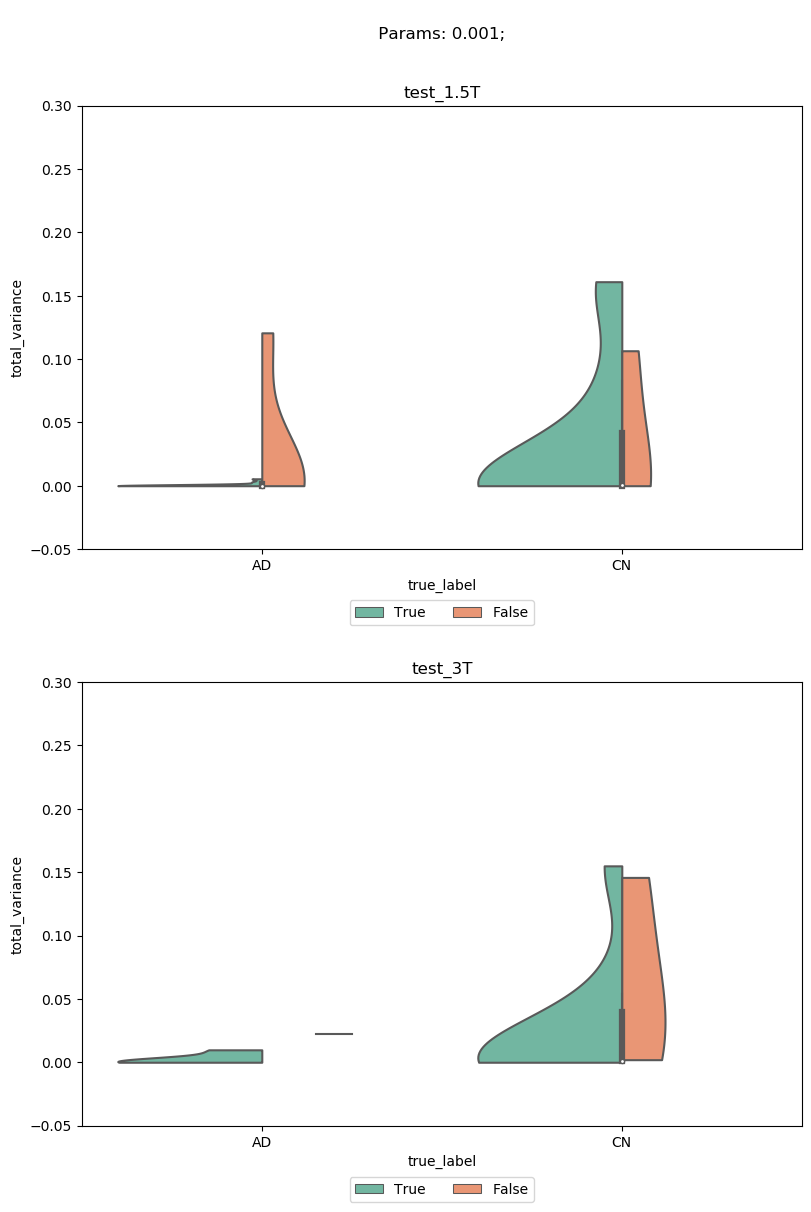 Params: 0.001;
test_1.5T
0.30
0.25
0.20
0.15
0.10
0.05
0.00
−0.05
total_variance
AD CN
true_label
True False
test_3T
0.30
0.25
0.20
0.15
0.10
0.05
0.00
−0.05
total_variance
AD CN
true_label
True False